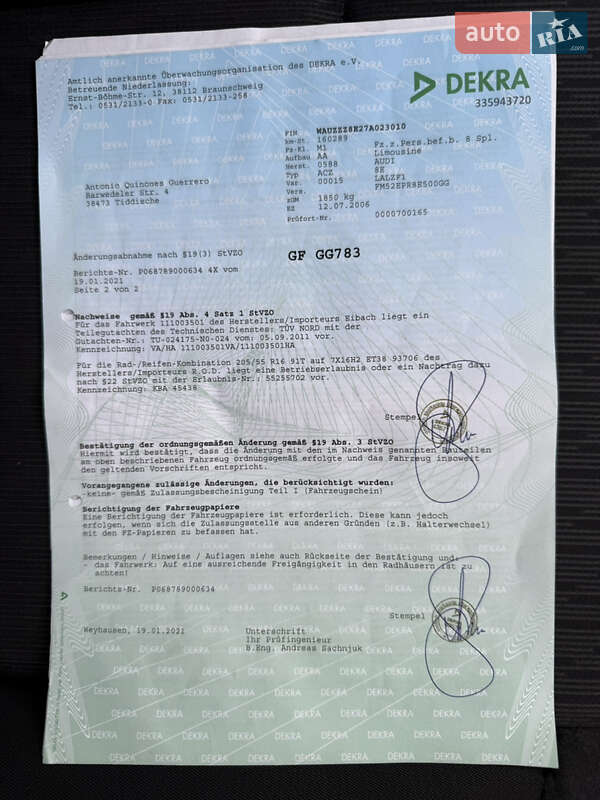 auto RIA.com
Amtlich anerkannte Überwachungsorganisation des DEKRA e.V.
Betreuende Niederlassung:
Ernst-Böhme-Str. 12, 38112 Braunschweig
Tel.: 0531/2133-0 Fax: 0531/2133-258
DEKRA
335943720
FIN WAUZZZ8E27A023010
km-St. 160289
Pz-Kl. M1 Fz.z.Pers.bef.b. 8 Spl.
Aufbau AA Limousine
Herst. 0588 AUDI
Typ ACZ 8E
Var. 00015 LALZF1
Vers. FM52EPR8E500GG
zGM 1850 kg
EZ 12.07.2006
Prüfort-Nr. 0000700165
Antonio Quinones Guerrero
Barwedeler Str. 4
38473 Tiddische
Änderungsabnahme nach §19(3) StVZO GF GG783
Berichts-Nr. P068789000634 4X vom
19.01.2021
Seite 2 von 2
Nachweise gemäß §19 Abs. 4 Satz 1 StVZO
Für das Fahrwerk 111003501 des Herstellers/Importeurs Eibach liegt ein
Teilegutachten des Technischen Dienstes: TÜV NORD mit der
Gutachten-Nr.: TU-024175-N0-024 vom: 05.09.2011 vor.
Kennzeichnung: VA/HA 111003501VA/111003501HA
Für die Rad-/Reifen-Kombination 205/55 R16 91T auf 7X16H2 ET38 93706 des
Herstellers/Importeurs R.O.D. liegt eine Betriebserlaubnis oder ein Nachtrag dazu
nach §22 StVZO mit der Erlaubnis-Nr.: 55255702 vor.
Kennzeichnung: KBA 45438
Stempel
Bestätigung der ordnungsgemäßen Änderung gemäß §19 Abs. 3 StVZO
Hiermit wird bestätigt, dass die Änderung mit den im Nachweis genannten Bauteilen
am oben beschriebenen Fahrzeug ordnungsgemäß erfolgte und das Fahrzeug insoweit
den geltenden Vorschriften entspricht.
Vorangegangene zulässige Änderungen, die berücksichtigt wurden:
-keine- gemäß Zulassungsbescheinigung Teil I (Fahrzeugschein)
Berichtigung der Fahrzeugpapiere
Eine Berichtigung der Fahrzeugpapiere ist erforderlich. Diese kann jedoch
erfolgen, wenn sich die Zulassungsstelle aus anderen Gründen (z.B. Halterwechsel)
mit den FZ-Papieren zu befassen hat.
Bemerkungen / Hinweise / Auflagen siehe auch Rückseite der Bestätigung und:
- das Fahrwerk: Auf eine ausreichende Freigängigkeit in den Radhäusern ist zu
achten!
Berichts-Nr. P068789000634
Stempel
Weyhausen, 19.01.2021 Unterschrift
Ihr Prüfingenieur
B.Eng. Andreas Sachnjuk